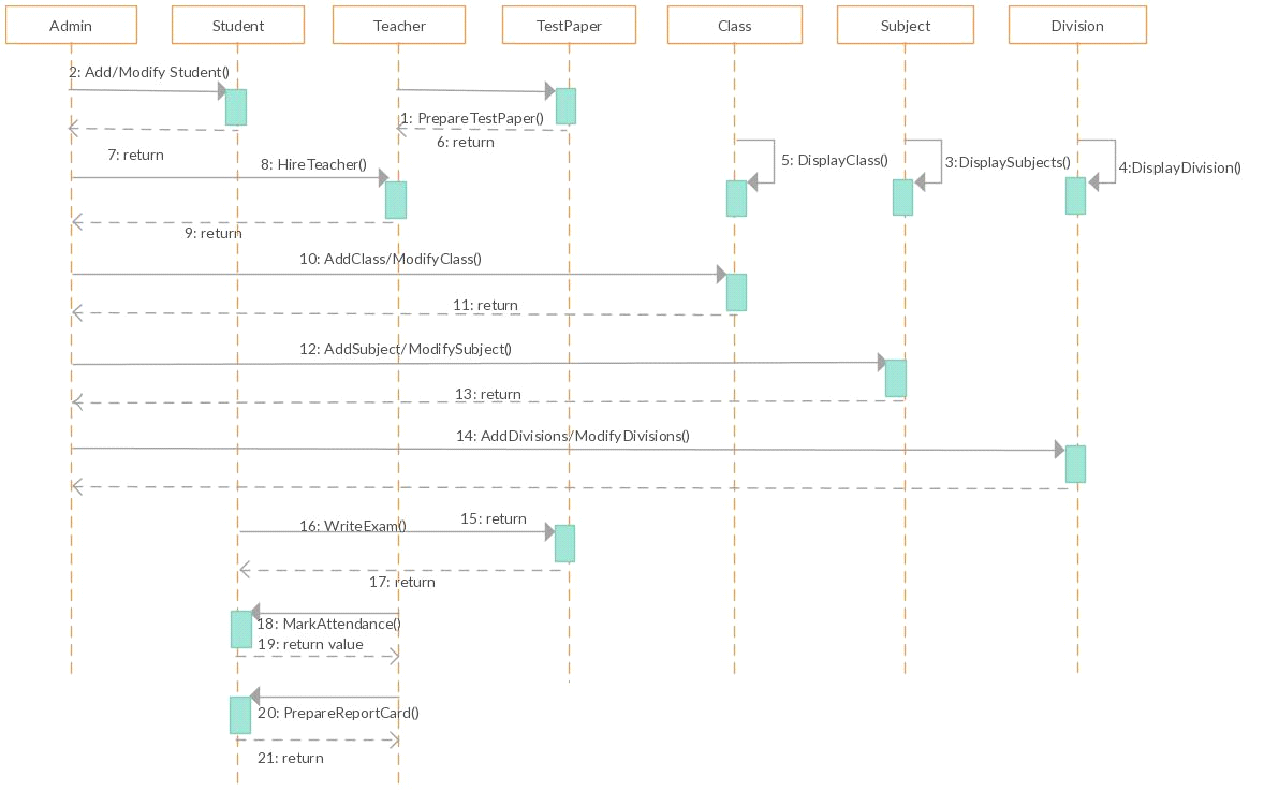 Admin
Student
Teacher
TestPaper
Class
Subject
Division
2: Add/Modify Student()
1: PrepareTestPaper()
6: return
7: return
8: HireTeacher()
5: DisplayClass()
3:DisplaySubjects()
4:DisplayDivision()
9: return
10: AddClass/ModifyClass()
11: return
12: AddSubject/ModifySubject()
13: return
14: AddDivisions/ModifyDivisions()
15: return
16: WriteExam()
17: return
18: MarkAttendance()
19: return value
20: PrepareReportCard()
21: return